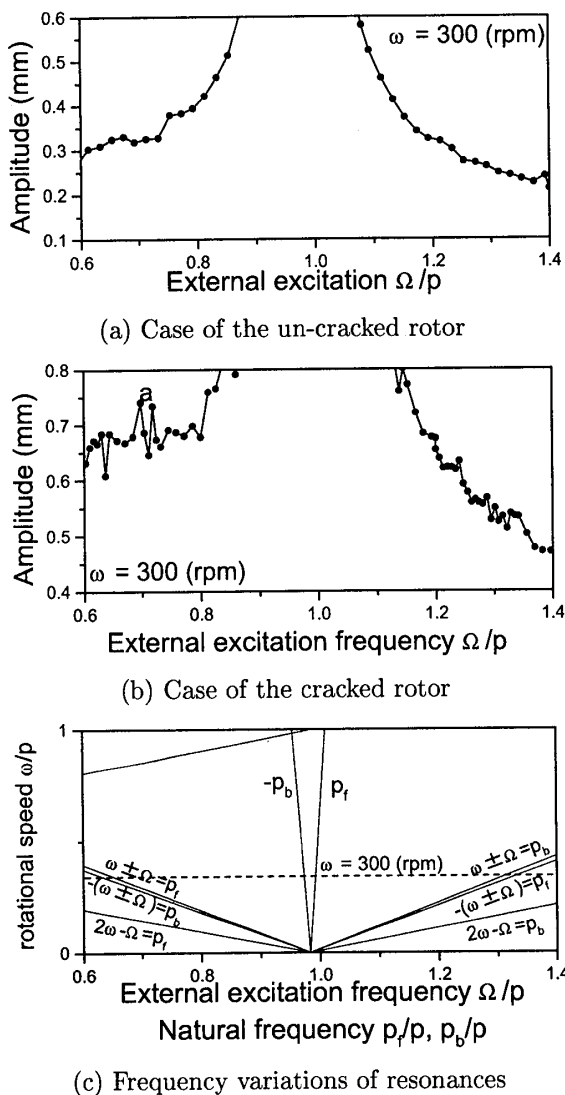 0.6
0.5
0.4
0.3
0.2
0.1
Amplitude (mm)
ω = 300 (rpm)
0.6 0.8 1.0 1.2 1.4
External excitation Ω/p
(a) Case of the un-cracked rotor
0.8
0.7
0.6
0.5
0.4
Amplitude (mm)
a
ω = 300 (rpm)
0.6 0.8 1.0 1.2 1.4
External excitation frequency Ω/p
(b) Case of the cracked rotor
1
0
rotational speed ω/p
-p_b p_f
ω = 300 (rpm)
ω±Ω=p_f
-(ω±Ω)=p_b
2ω-Ω=p_f
ω±Ω=p_b
-(ω±Ω)=p_f
2ω-Ω=p_b
0.6 0.8 1.0 1.2 1.4
External excitation frequency Ω/p
Natural frequency p_f/p, p_b/p
(c) Frequency variations of resonances